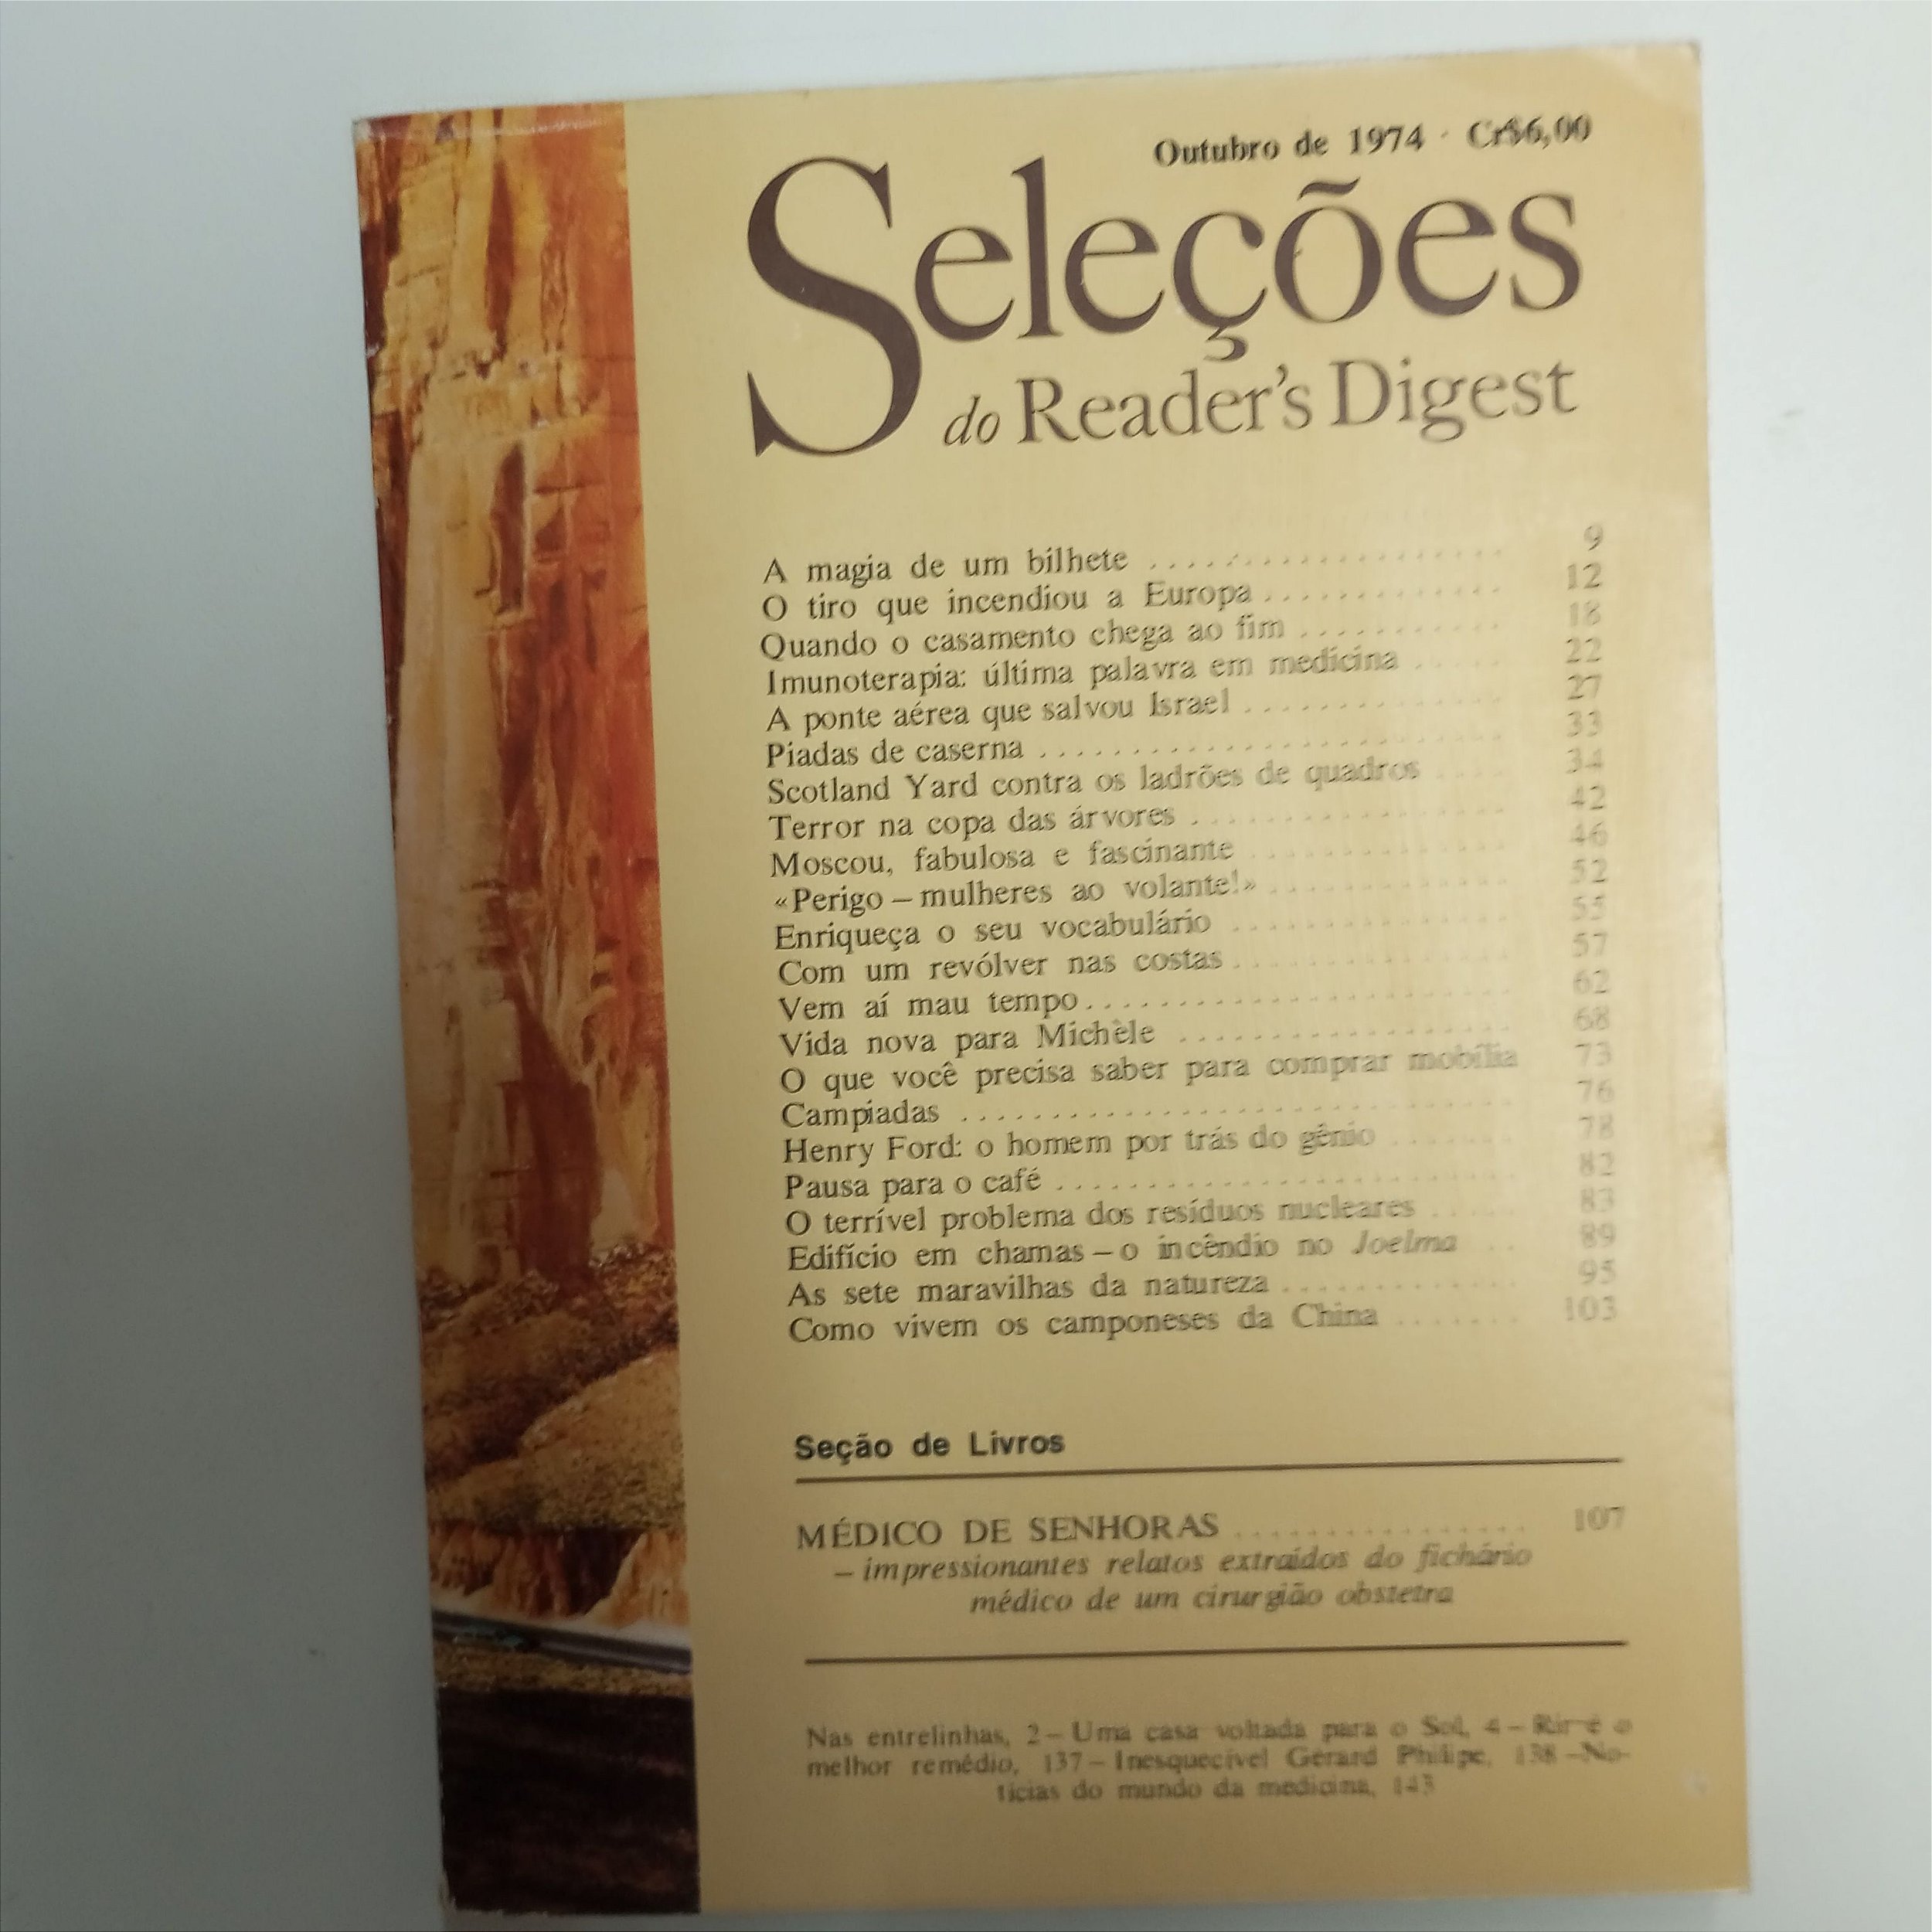 Outubro de 1974 · Cr$6,00
Seleções
do Reader's Digest
A magia de um bilhete .................... 9
O tiro que incendiou a Europa ............. 12
Quando o casamento chega ao fim ........... 18
Imunoterapia: última palavra em medicina ..... 22
A ponte aérea que salvou Israel ............. 27
Piadas de caserna ........................ 33
Scotland Yard contra os ladrões de quadros .... 34
Terror na copa das árvores ................. 42
Moscou, fabulosa e fascinante .............. 46
«Perigo – mulheres ao volante!» ............. 52
Enriqueça o seu vocabulário ................ 55
Com um revólver nas costas ................ 57
Vem aí mau tempo ....................... 62
Vida nova para Michèle ................... 68
O que você precisa saber para comprar mobília 73
Campiadas ............................. 76
Henry Ford: o homem por trás do gênio ....... 78
Pausa para o café ........................ 82
O terrível problema dos resíduos nucleares ..... 83
Edifício em chamas – o incêndio no Joelma .. 89
As sete maravilhas da natureza .............. 95
Como vivem os camponeses da China ....... 103
Seção de Livros
MÉDICO DE SENHORAS ................ 107
– impressionantes relatos extraídos do fichário
médico de um cirurgião obstetra
Nas entrelinhas, 2 – Uma casa voltada para o Sol, 4 – Rir é o
melhor remédio, 137 – Inesquecível Gérard Philipe, 138 – No-
tícias do mundo da medicina, 143